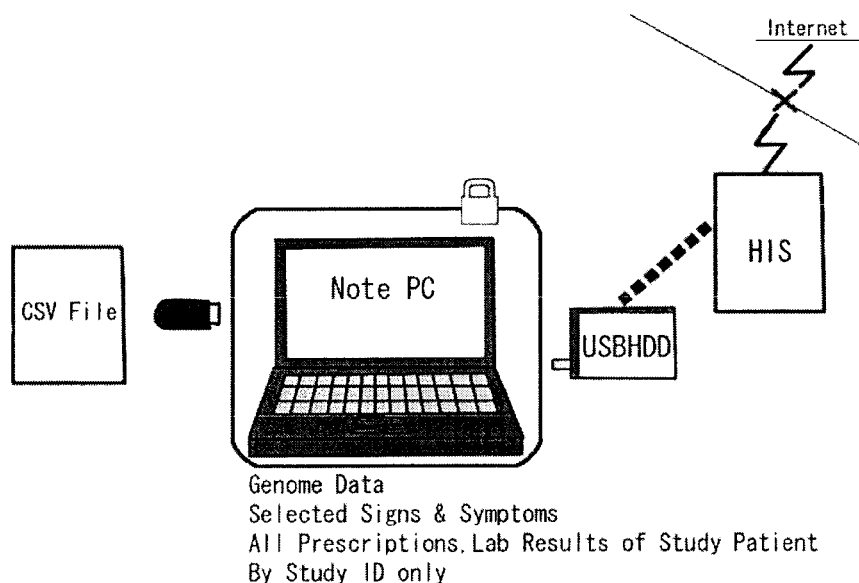 Internet
HIS
Note PC
CSV File
USBHDD
Genome Data
Selected Signs & Symptoms
All Prescriptions, Lab Results of Study Patient
By Study ID only